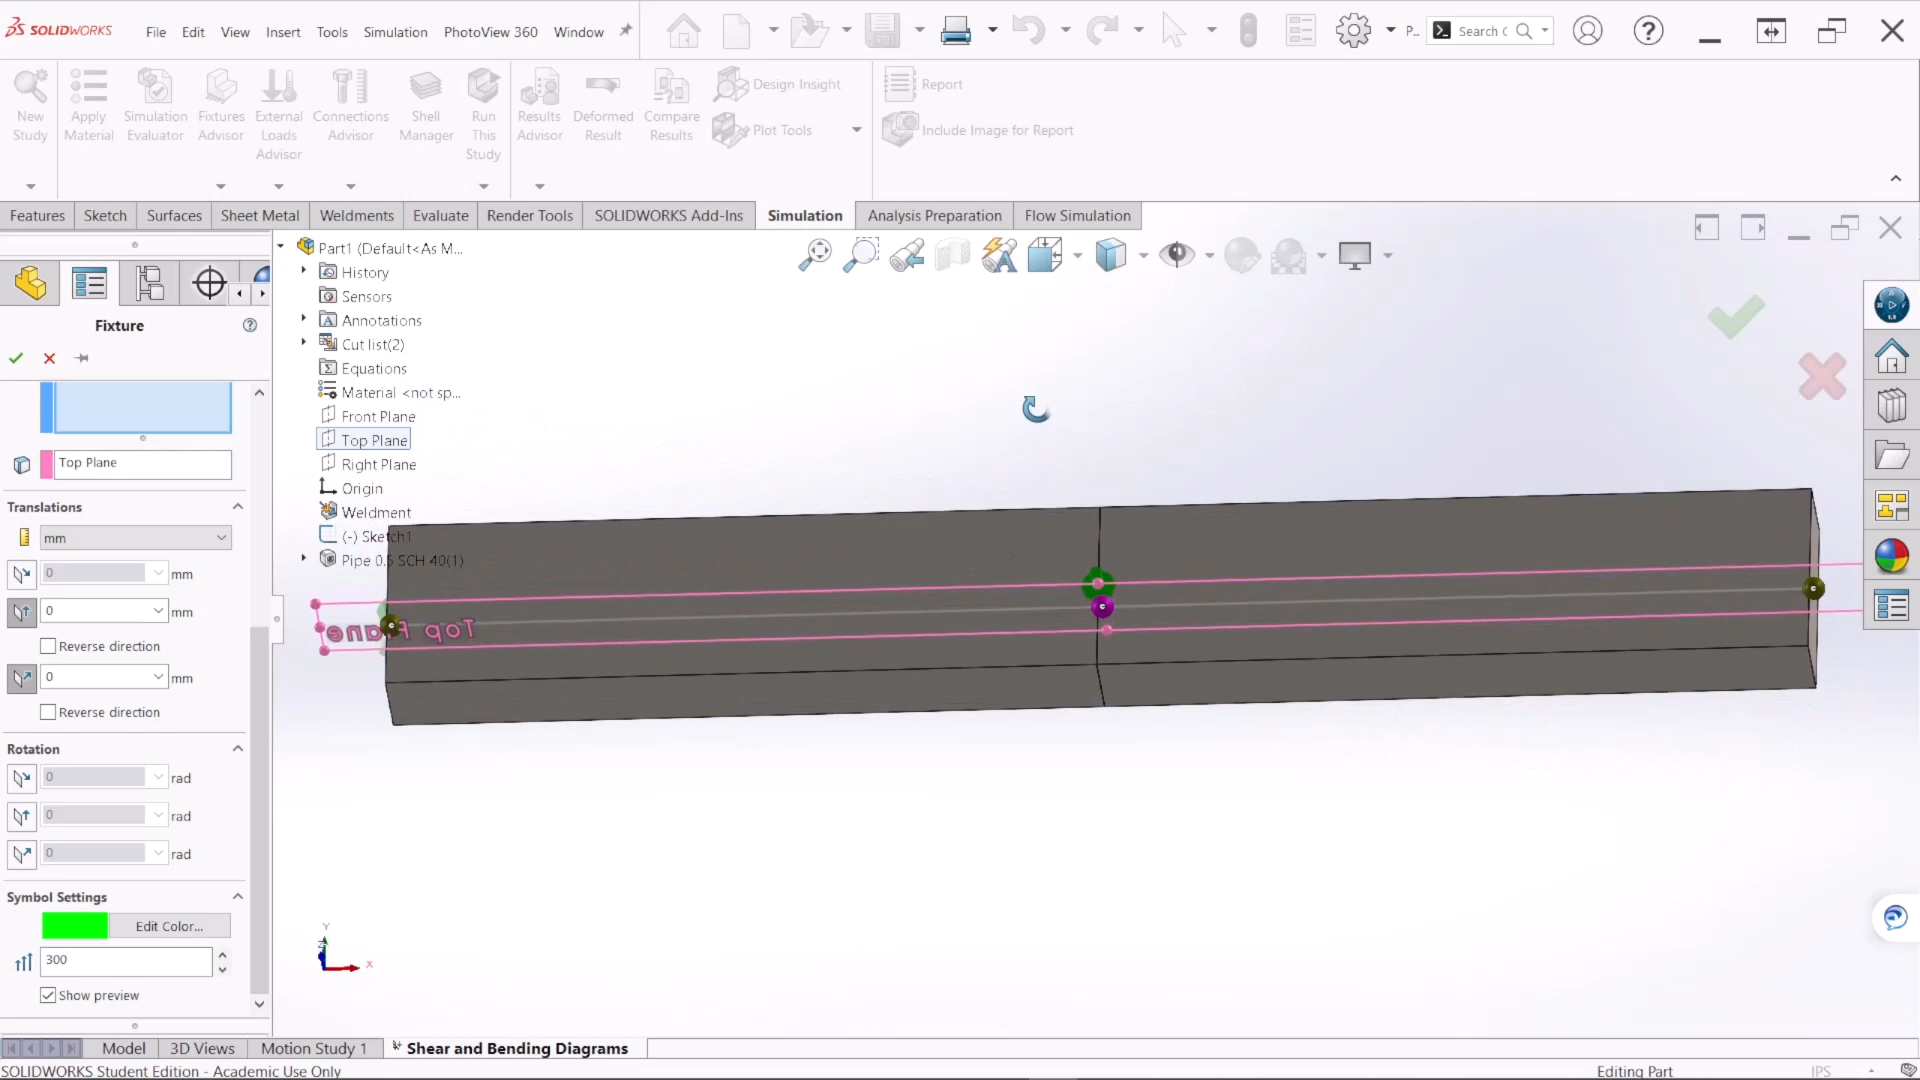 SOLIDWORKS
File Edit View Insert Tools Simulation PhotoView 360 Window
P..
Search C
New Study
Apply Material
Simulation Evaluator
Fixtures Advisor
External Loads Advisor
Connections Advisor
Shell Manager
Run This Study
Results Advisor
Deformed Result
Compare Results
Design Insight
Plot Tools
Report
Include Image for Report
Features Sketch Surfaces Sheet Metal Weldments Evaluate Render Tools SOLIDWORKS Add-Ins Simulation Analysis Preparation Flow Simulation
Part1 (Default<As M...
History
Sensors
Annotations
Cut list(2)
Equations
Material <not sp...
Front Plane
Top Plane
Right Plane
Origin
Weldment
(-) Sketch1
Pipe 0.5 SCH 40(1)
Fixture
Top Plane
Translations
mm
0 mm
0 mm
Reverse direction
0 mm
Reverse direction
Rotation
0 rad
0 rad
0 rad
Symbol Settings
Edit Color...
300
Show preview
Top Plane
Y
Z
X
Model 3D Views Motion Study 1 Shear and Bending Diagrams
SOLIDWORKS Student Edition - Academic Use Only
Editing Part
IPS